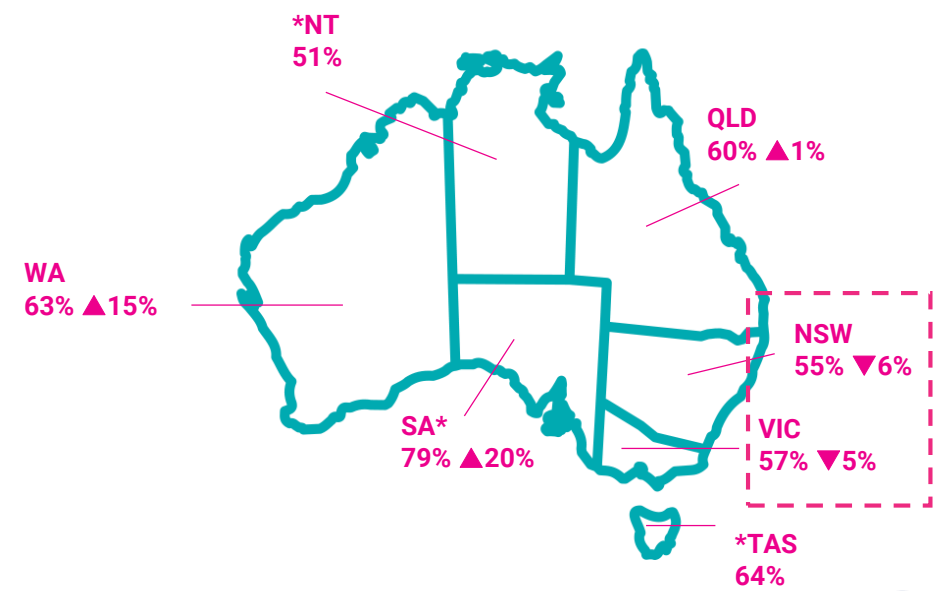 *NT
51%
QLD
60% ▲1%
WA
63% ▲15%
NSW
55% ▼6%
SA*
79% ▲20%
VIC
57% ▼5%
*TAS
64%